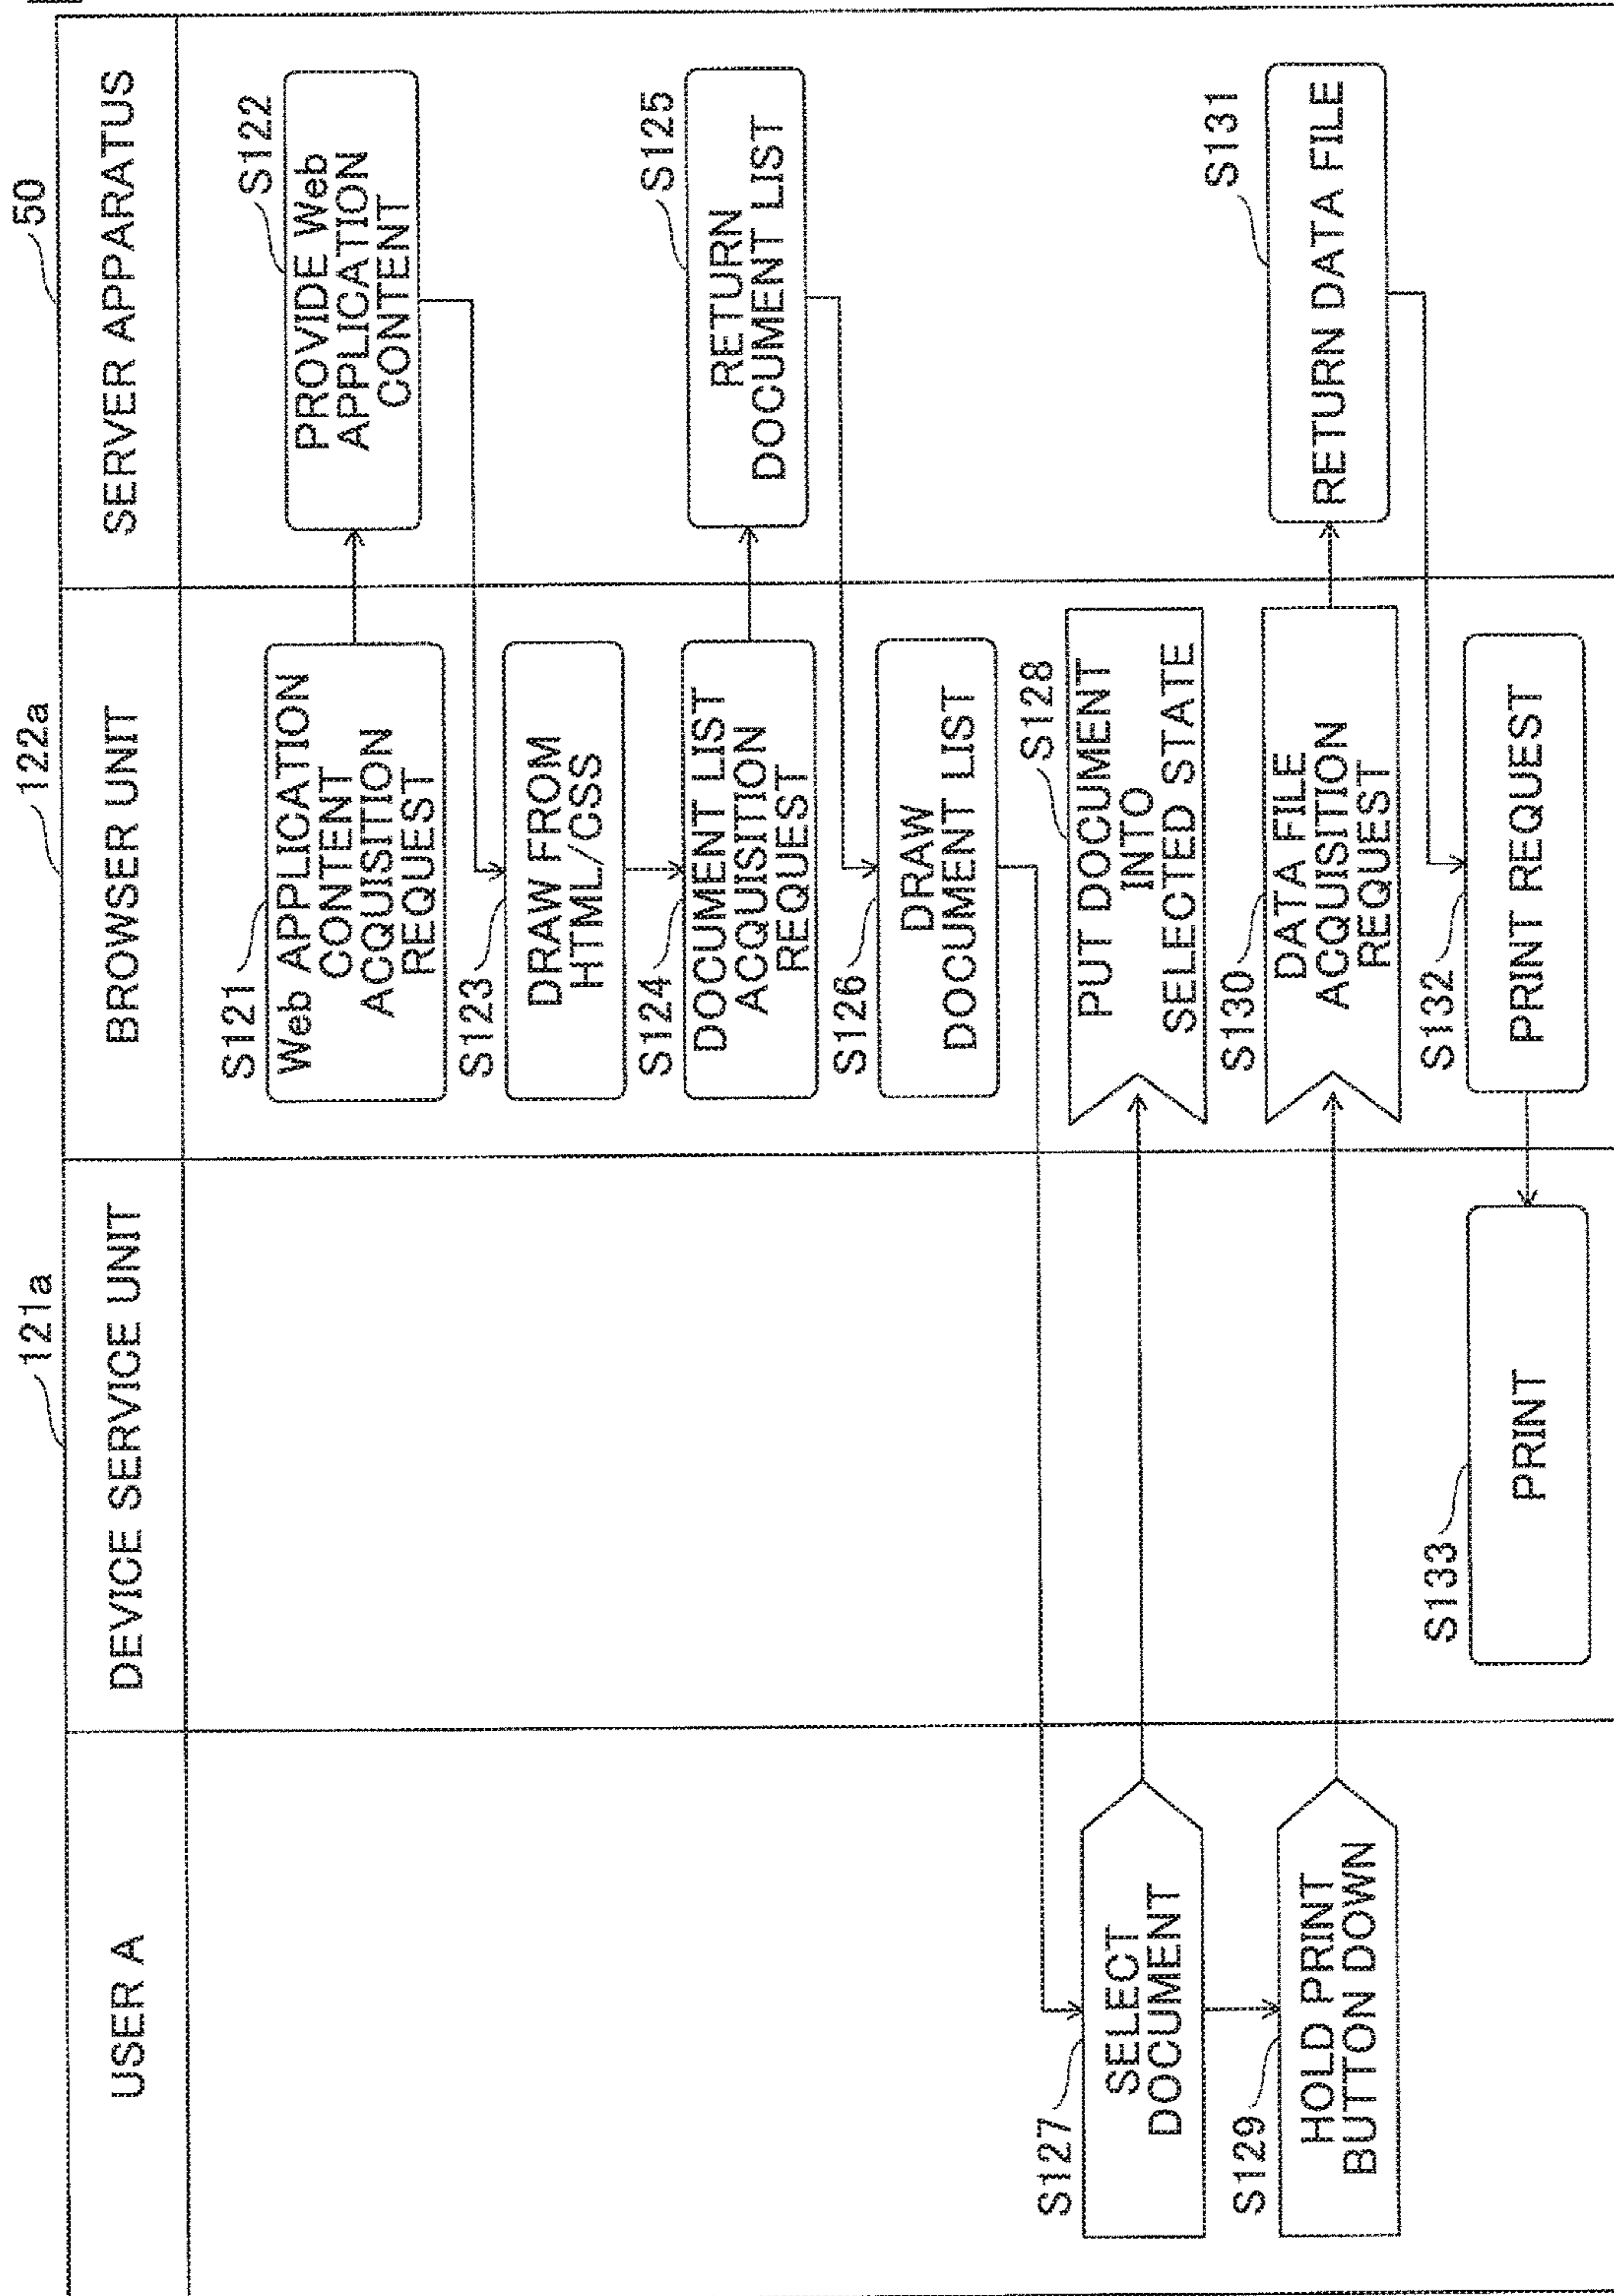 USER A
121a
DEVICE SERVICE UNIT
122a
BROWSER UNIT
50
SERVER APPARATUS
S121
Web APPLICATION
CONTENT
ACQUISITION
REQUEST
S122
PROVIDE Web
APPLICATION
CONTENT
S123
DRAW FROM
HTML/CSS
S124
DOCUMENT LIST
ACQUISITION
REQUEST
S125
RETURN
DOCUMENT LIST
S126
DRAW
DOCUMENT LIST
S127
SELECT
DOCUMENT
S128
PUT DOCUMENT
INTO
SELECTED STATE
S129
HOLD PRINT
BUTTON DOWN
S130
DATA FILE
ACQUISITION
REQUEST
S131
RETURN DATA FILE
S132
PRINT REQUEST
S133
PRINT